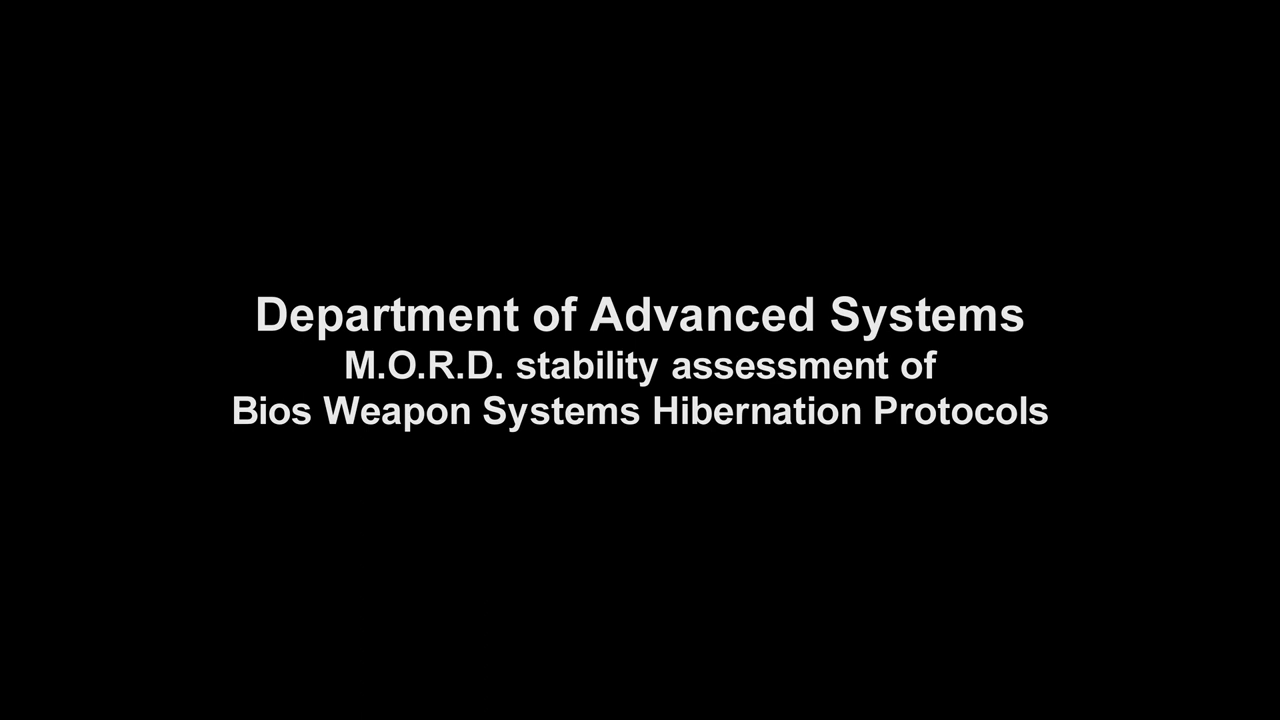 Department of Advanced Systems
M.O.R.D. stability assessment of
Bios Weapon Systems Hibernation Protocols